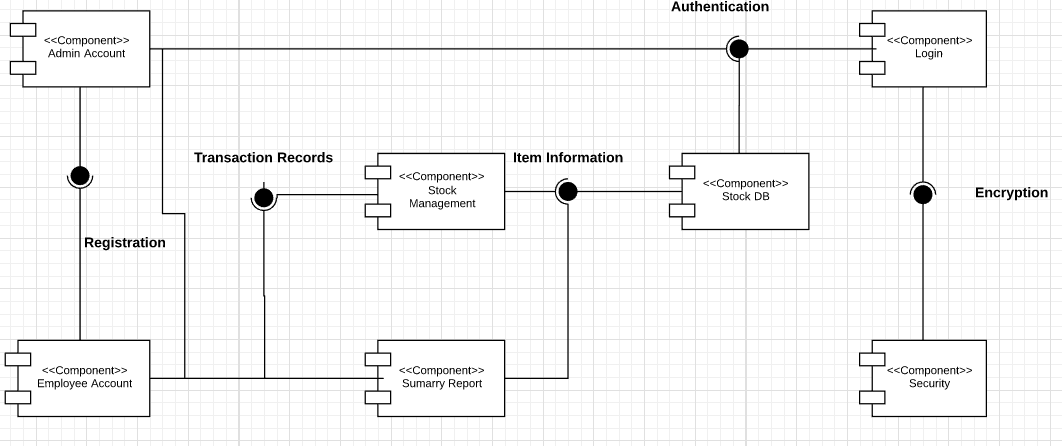 Authentication
<<Component>>
Admin Account
<<Component>>
Login
Transaction Records
Item Information
<<Component>>
Stock
Management
<<Component>>
Stock DB
Encryption
Registration
<<Component>>
Employee Account
<<Component>>
Sumarry Report
<<Component>>
Security